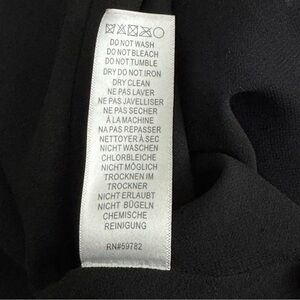 DO NOT WASH
DO NOT BLEACH
DO NOT TUMBLE
DRY DO NOT IRON
DRY CLEAN
NE PAS LAVER
NE PAS JAVELLISER
NE PAS SECHER
À LA MACHINE
NA PAS REPASSER
NETTOYER À SEC
NICHT WASCHEN
CHLORBLEICHE
NICHT MÖGLICH
TROCKNEN IM
TROCKNER
NICHT ERLAUBT
NICHT BÜGELN
CHEMISCHE
REINIGUNG
RN#59782